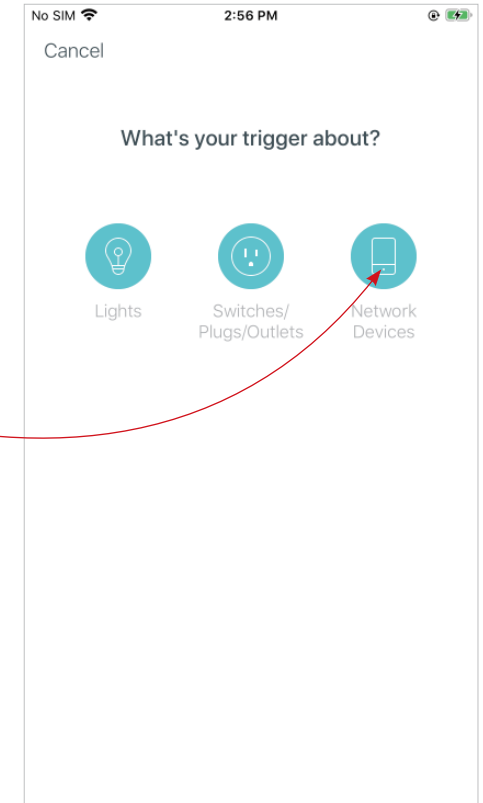 No SIM 2:56 PM
Cancel
What's your trigger about?
Lights
Switches/
Plugs/Outlets
Network
Devices